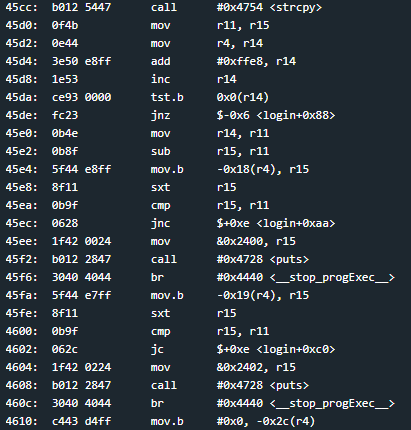 45cc: b012 5447 call #0x4754 <strcpy>
45d0: 0f4b mov r11, r15
45d2: 0e44 mov r4, r14
45d4: 3e50 e8ff add #0xffe8, r14
45d8: 1e53 inc r14
45da: ce93 0000 tst.b 0x0(r14)
45de: fc23 jnz $-0x6 <login+0x88>
45e0: 0b4e mov r14, r11
45e2: 0b8f sub r15, r11
45e4: 5f44 e8ff mov.b -0x18(r4), r15
45e8: 8f11 sxt r15
45ea: 0b9f cmp r15, r11
45ec: 0628 jnc $+0xe <login+0xaa>
45ee: 1f42 0024 mov &0x2400, r15
45f2: b012 2847 call #0x4728 <puts>
45f6: 3040 4044 br #0x4440 <__stop_progExec__>
45fa: 5f44 e7ff mov.b -0x19(r4), r15
45fe: 8f11 sxt r15
4600: 0b9f cmp r15, r11
4602: 062c jc $+0xe <login+0xc0>
4604: 1f42 0224 mov &0x2402, r15
4608: b012 2847 call #0x4728 <puts>
460c: 3040 4044 br #0x4440 <__stop_progExec__>
4610: c443 d4ff mov.b #0x0, -0x2c(r4)